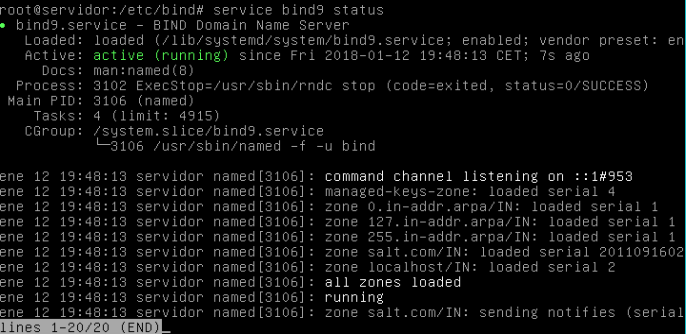 root@servidor:/etc/bind# service bind9 status
● bind9.service - BIND Domain Name Server
Loaded: loaded (/lib/systemd/system/bind9.service; enabled; vendor preset: en
Active: active (running) since Fri 2018-01-12 19:48:13 CET; 7s ago
Docs: man:named(8)
Process: 3102 ExecStop=/usr/sbin/rndc stop (code=exited, status=0/SUCCESS)
Main PID: 3106 (named)
Tasks: 4 (limit: 4915)
CGroup: /system.slice/bind9.service
└─3106 /usr/sbin/named -f -u bind
ene 12 19:48:13 servidor named[3106]: command channel listening on ::1#953
ene 12 19:48:13 servidor named[3106]: managed-keys-zone: loaded serial 4
ene 12 19:48:13 servidor named[3106]: zone 0.in-addr.arpa/IN: loaded serial 1
ene 12 19:48:13 servidor named[3106]: zone 127.in-addr.arpa/IN: loaded serial 1
ene 12 19:48:13 servidor named[3106]: zone 255.in-addr.arpa/IN: loaded serial 1
ene 12 19:48:13 servidor named[3106]: zone salt.com/IN: loaded serial 2011091602
ene 12 19:48:13 servidor named[3106]: zone localhost/IN: loaded serial 2
ene 12 19:48:13 servidor named[3106]: all zones loaded
ene 12 19:48:13 servidor named[3106]: running
ene 12 19:48:13 servidor named[3106]: zone salt.com/IN: sending notifies (serial
lines 1-20/20 (END)